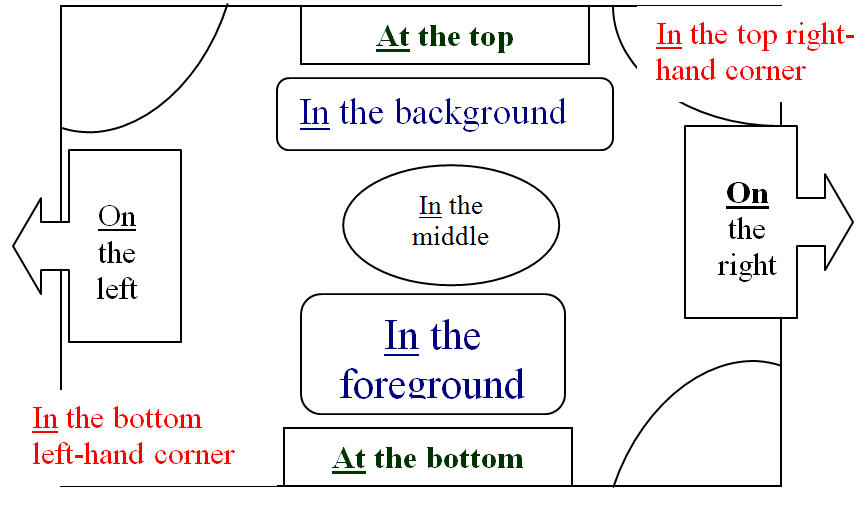 At the top
In the top right-
hand corner
In the background
In the
middle
On
the
left
On
the
right
In the
foreground
In the bottom
left-hand corner
At the bottom